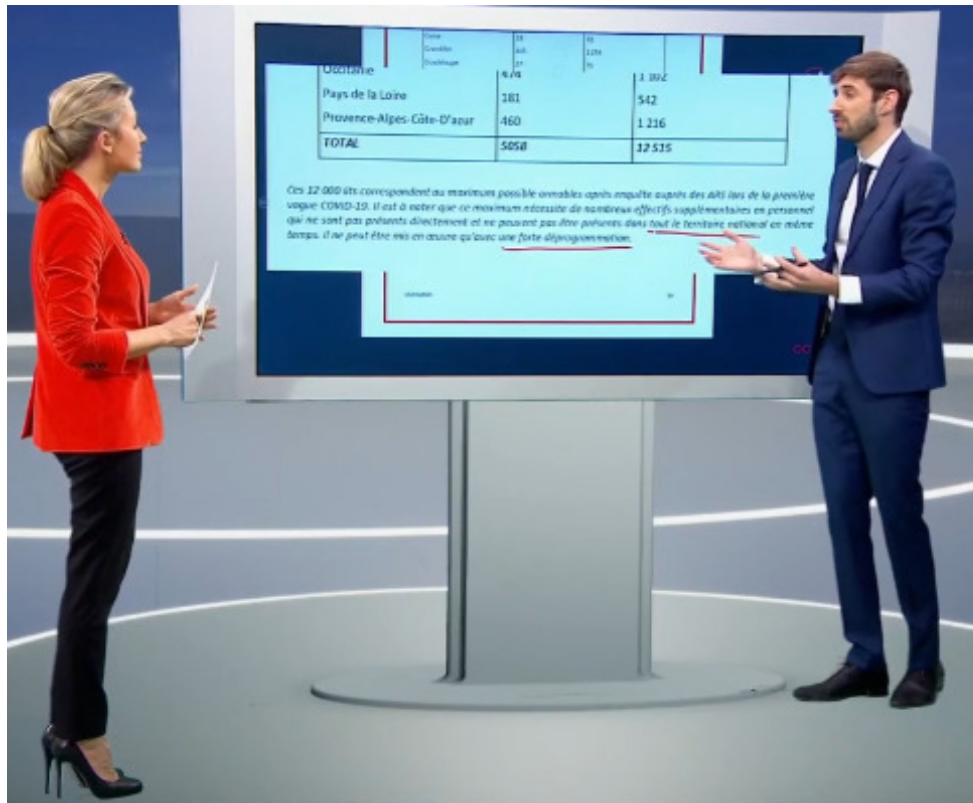 Occitanie 474 1 392
Pays de la Loire 181 542
Provence-Alpes-Côte-D'azur 460 1 216
TOTAL 5058 12 515
Ces 12 000 lits correspondent au maximum possible armables après enquête auprès des ARS lors de la première
vague COVID-19. Il est à noter que ce maximum nécessite de nombreux effectifs supplémentaires en personnel
qui ne sont pas présents directement et ne peuvent pas être présents dans tout le territoire national en même
temps. Il ne peut être mis en œuvre qu'avec une forte déprogrammation.